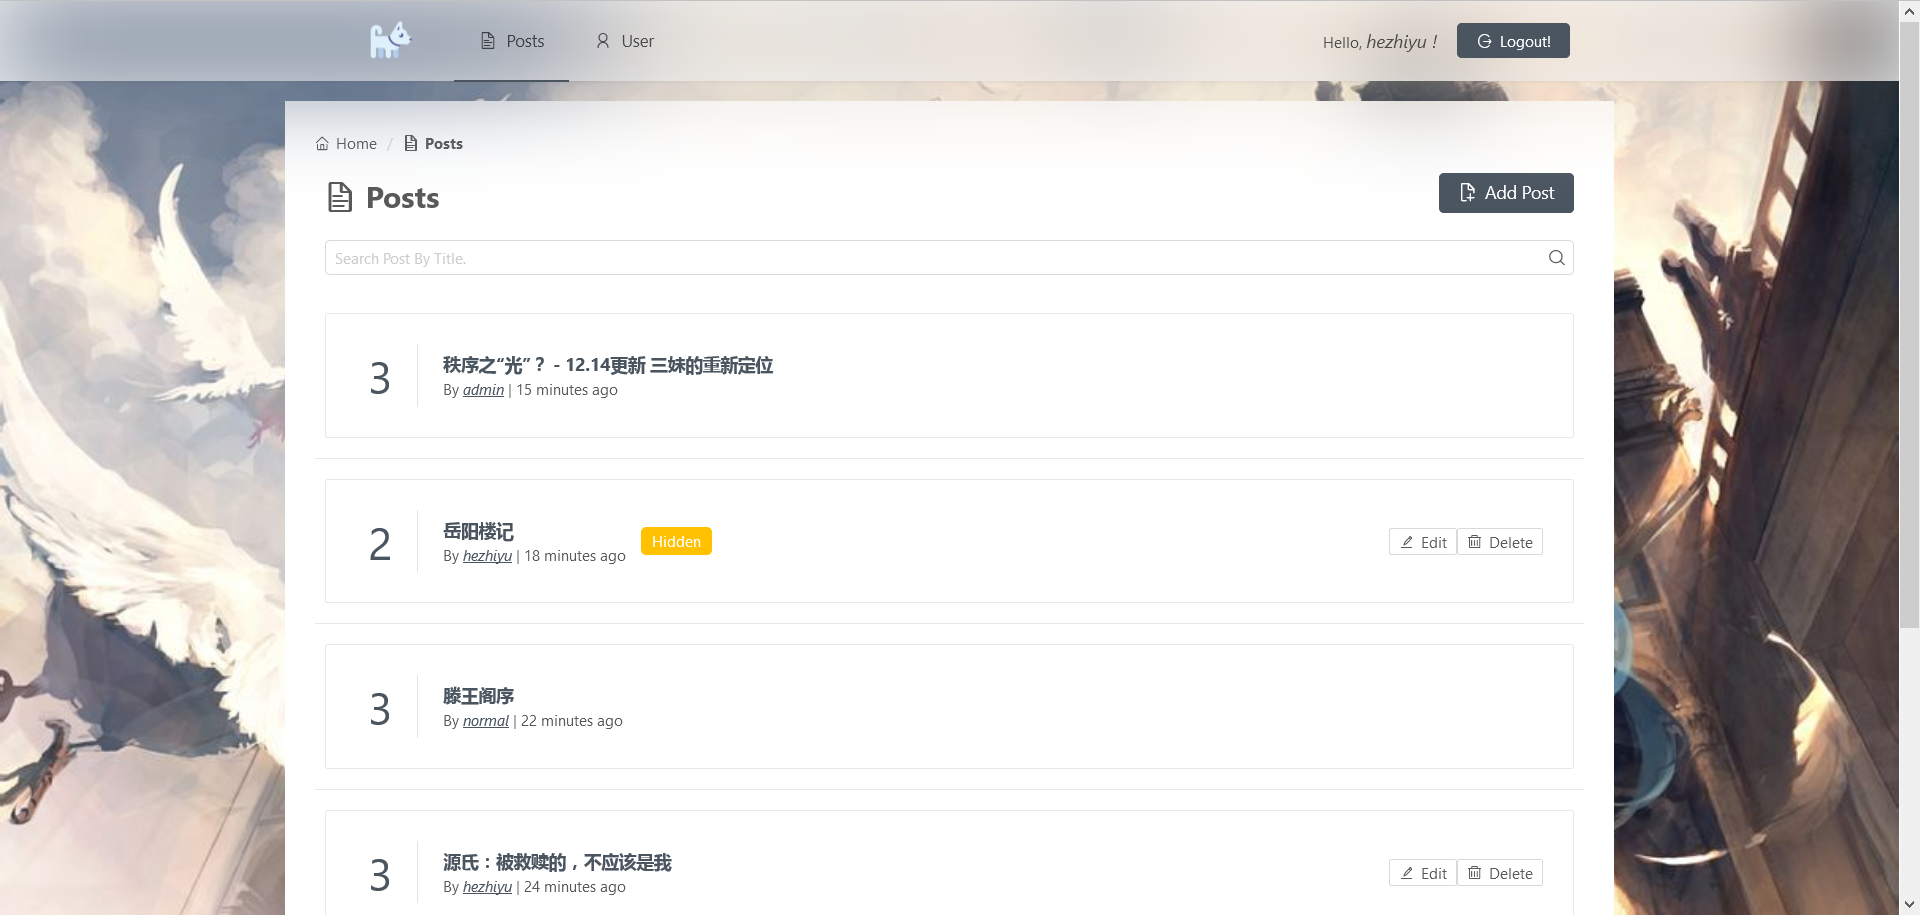 Posts
User
Hello, hezhiyu !
Logout!
Home / Posts
Posts
Add Post
Search Post By Title.
3
秩序之“光”？ - 12.14更新 三妹的重新定位
By admin | 15 minutes ago
2
岳阳楼记
By hezhiyu | 18 minutes ago
Hidden
Edit
Delete
3
滕王阁序
By normal | 22 minutes ago
3
源氏：被救赎的，不应该是我
By hezhiyu | 24 minutes ago
Edit
Delete